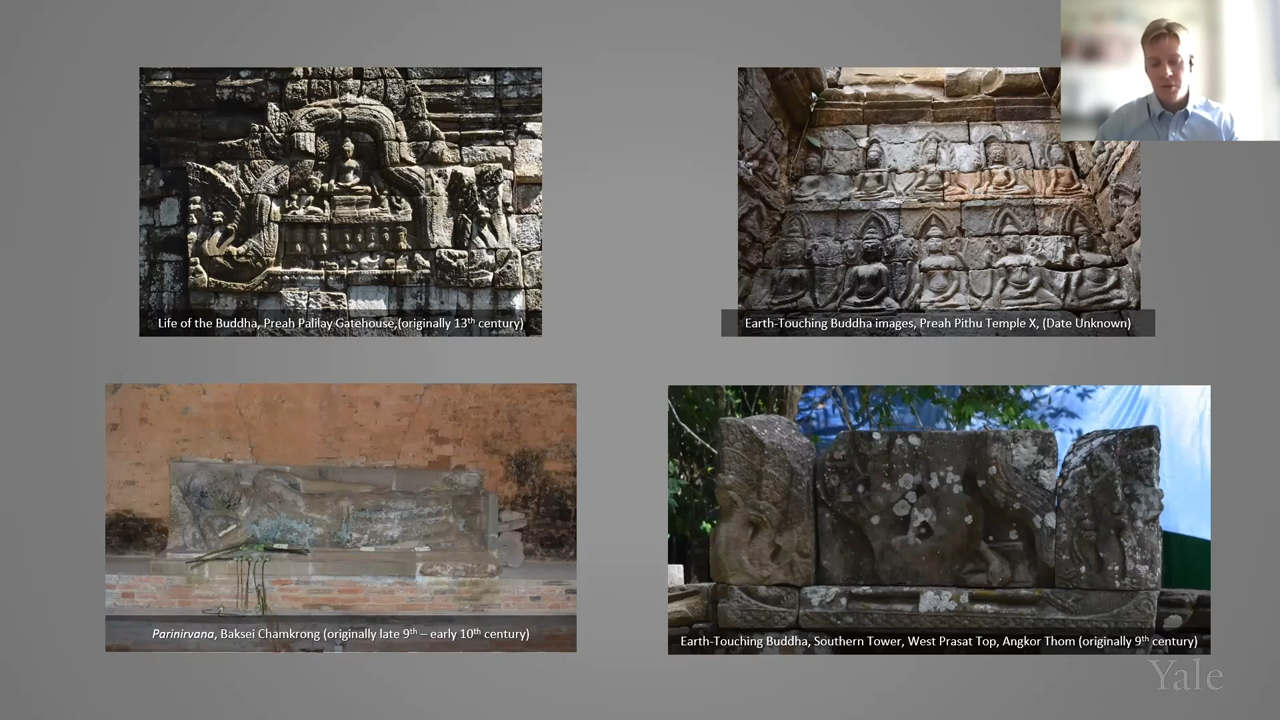 Life of the Buddha, Preah Palilay Gatehouse,(originally 13th century)
Earth-Touching Buddha images, Preah Pithu Temple X, (Date Unknown)
Parinirvana, Baksei Chamkrong (originally late 9th – early 10th century)
Earth-Touching Buddha, Southern Tower, West Prasat Top, Angkor Thom (originally 9th century)
Yale